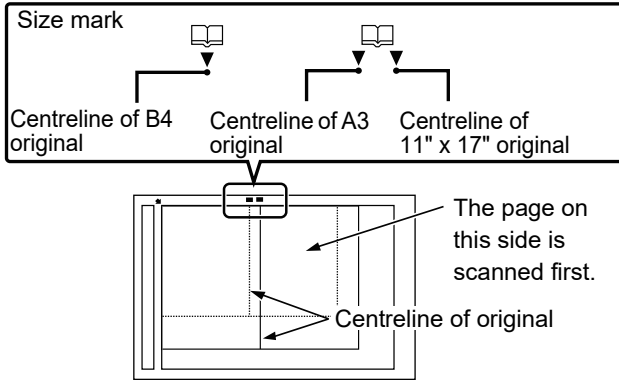 Size mark
Centreline of B4
original
Centreline of A3
original
Centreline of
11" x 17" original
The page on
this side is
scanned first.
Centreline of original